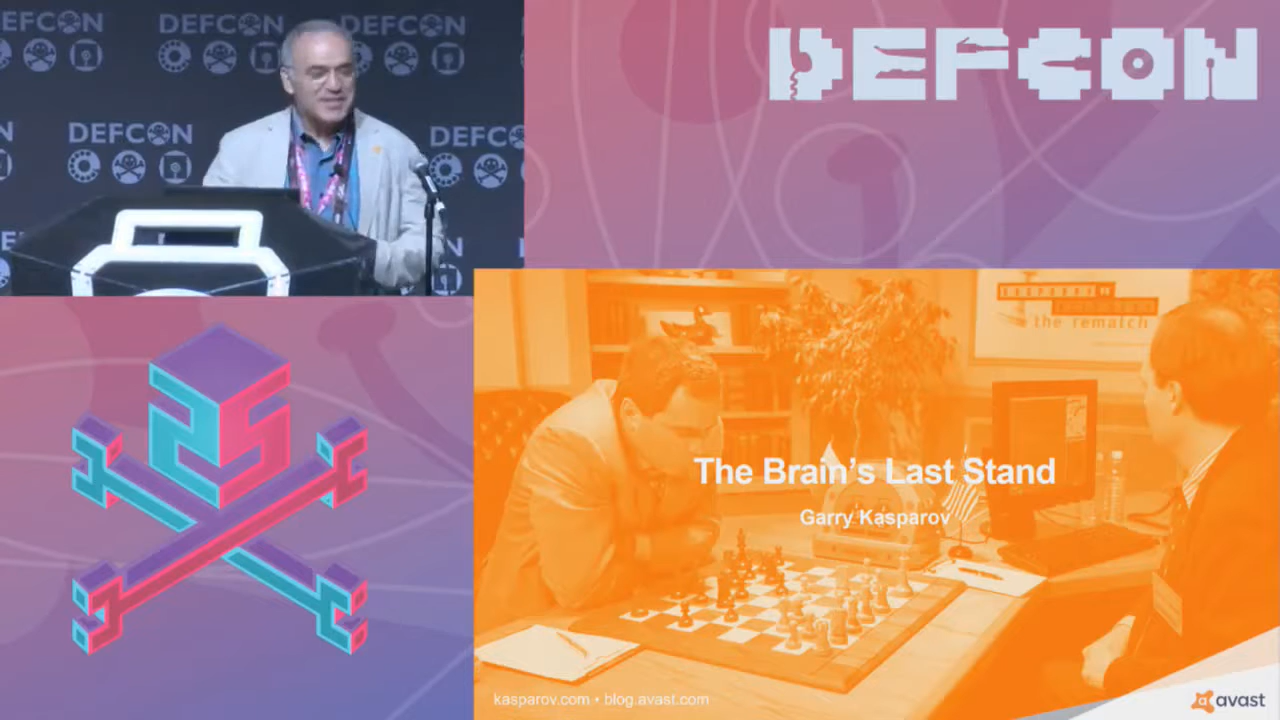 DEFCON
DEFCON
DEFCON
DEFCON
DEFCON
DEFCON
the rematch
The Brain's Last Stand
Garry Kasparov
kasparov.com • blog.avast.com
avast